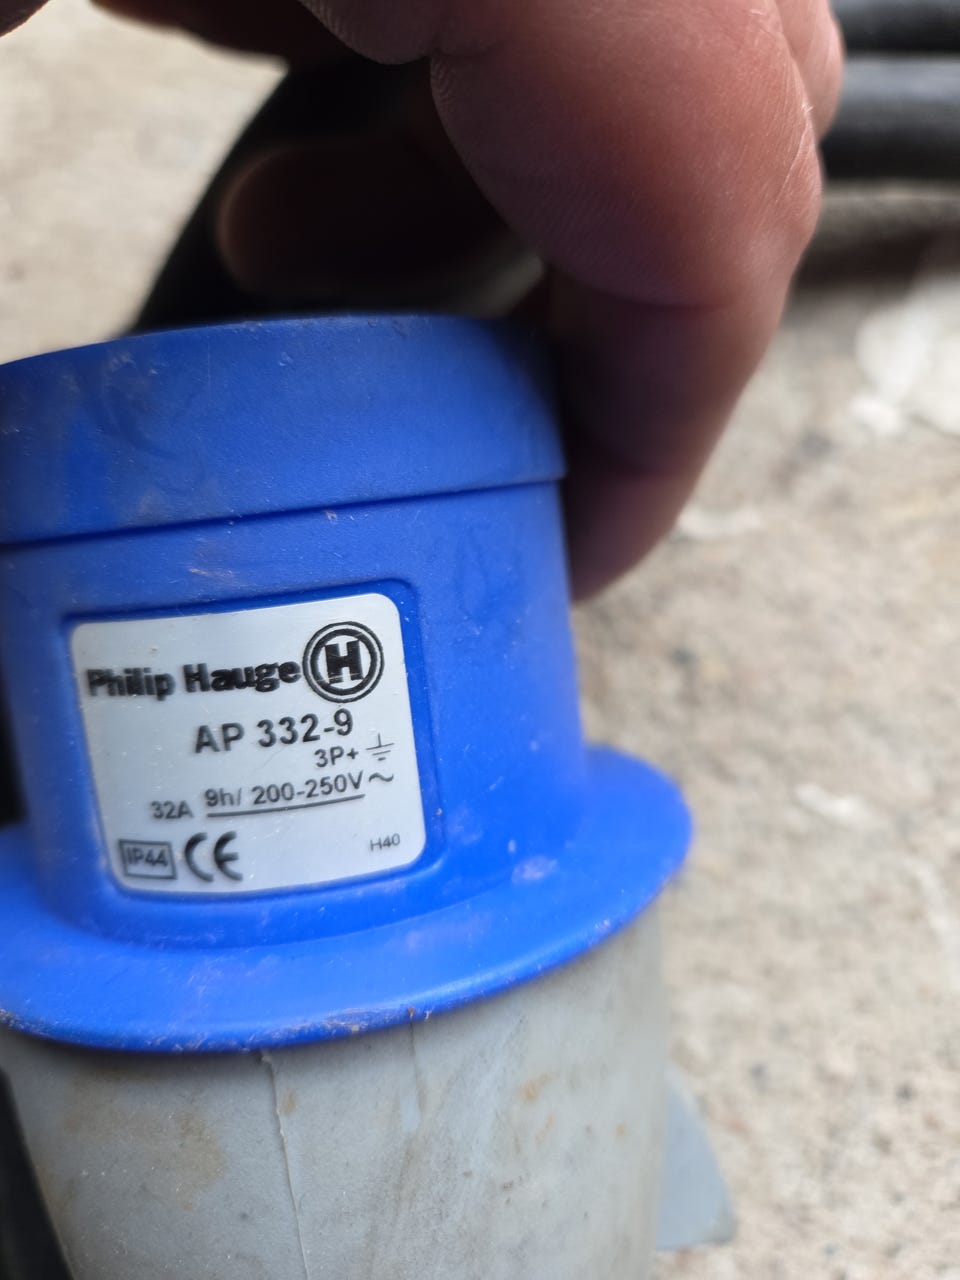 Philip Hauge H
AP 332-9
3P+
32A 9h/ 200-250V~
IP44 CE H40